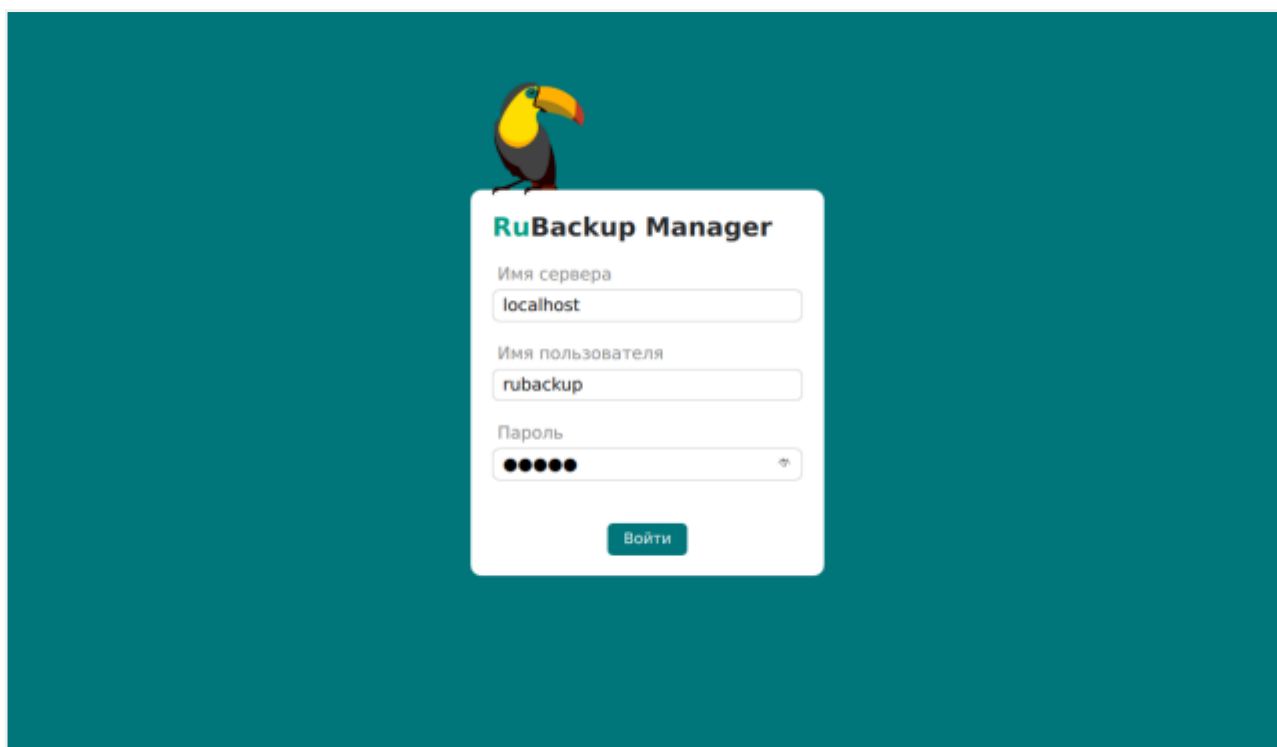 RuBackup Manager
Имя сервера
localhost
Имя пользователя
rubackup
Пароль
●●●●●
Войти